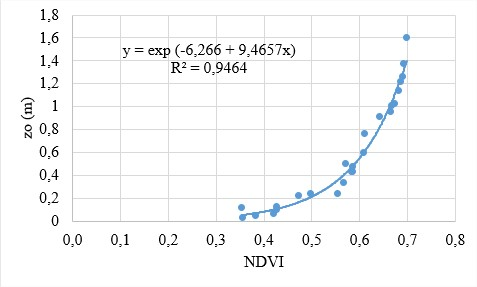 1,8
1,6
1,4
1,2
1
0,8
0,6
0,4
0,2
0
zo (m)
y = exp (-6,266 + 9,4657x)
R² = 0,9464
0,0 0,1 0,2 0,3 0,4 0,5 0,6 0,7 0,8
NDVI